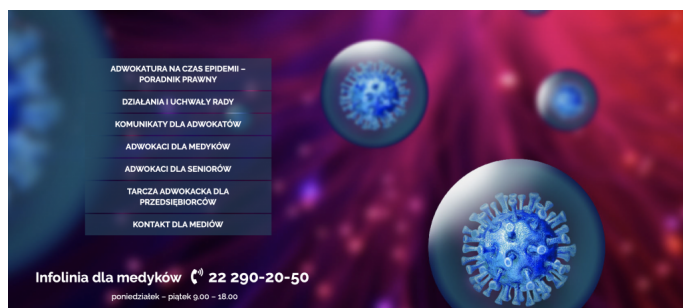 ADWOKATURA NA CZAS EPIDEMII –
PORADNIK PRAWNY
DZIAŁANIA I UCHWAŁY RADY
KOMUNIKATY DLA ADWOKATÓW
ADWOKACI DLA MEDYKÓW
ADWOKACI DLA SENIORÓW
TARCZA ADWOKACKA DLA
PRZEDSIĘBIORCÓW
KONTAKT DLA MEDIÓW
Infolinia dla medyków 22 290-20-50
poniedziałek – piątek 9.00 – 18.00